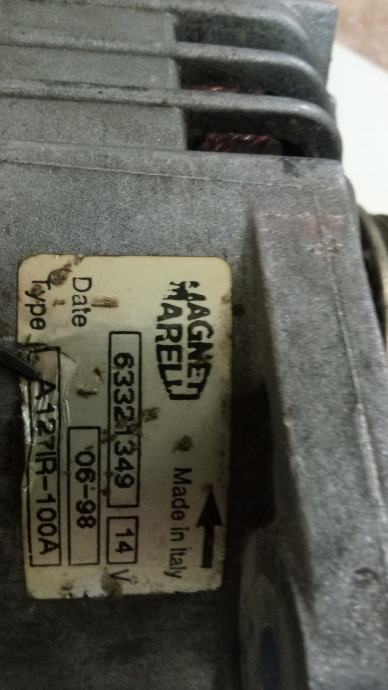 MAGNETI
MARELLI
Made in Italy
63321349 14 V
Date 06-98
Type A127IR-100A